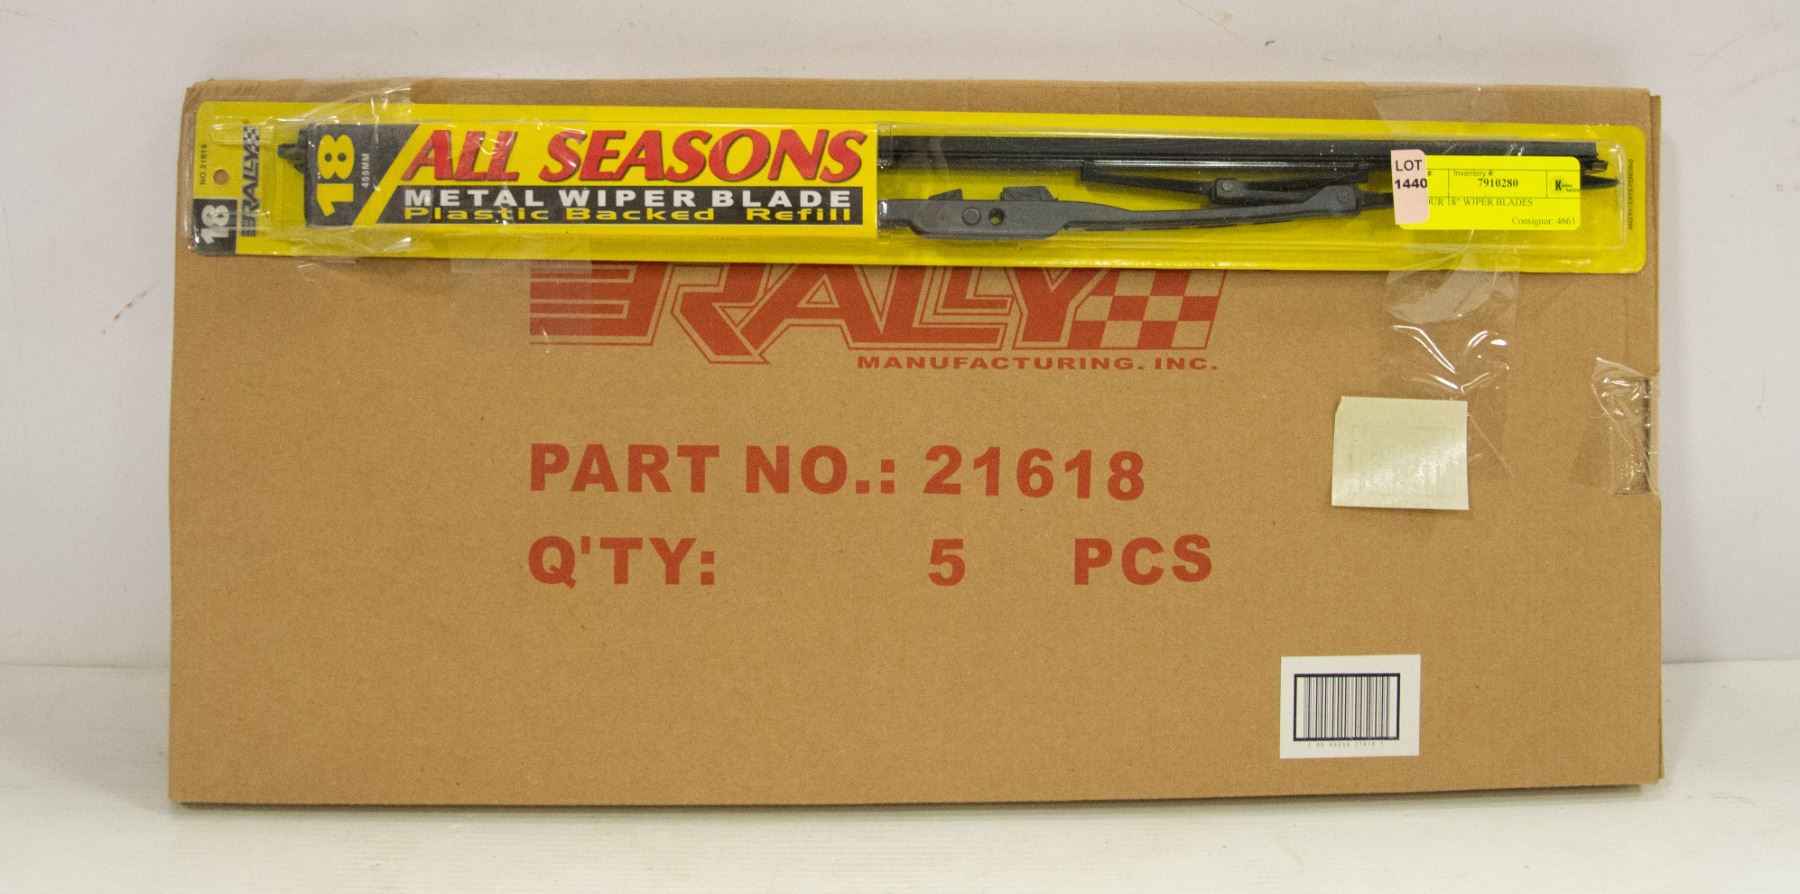 NO. 21618
RALLY
18
18
455MM
ALL SEASONS
METAL WIPER BLADE
Plastic Backed Refill
LOT
1440
Inventory #:
7910280
18" WIPER BLADES
Consignor: 4661
RALLY
MANUFACTURING, INC.
PART NO.: 21618
Q'TY: 5 PCS